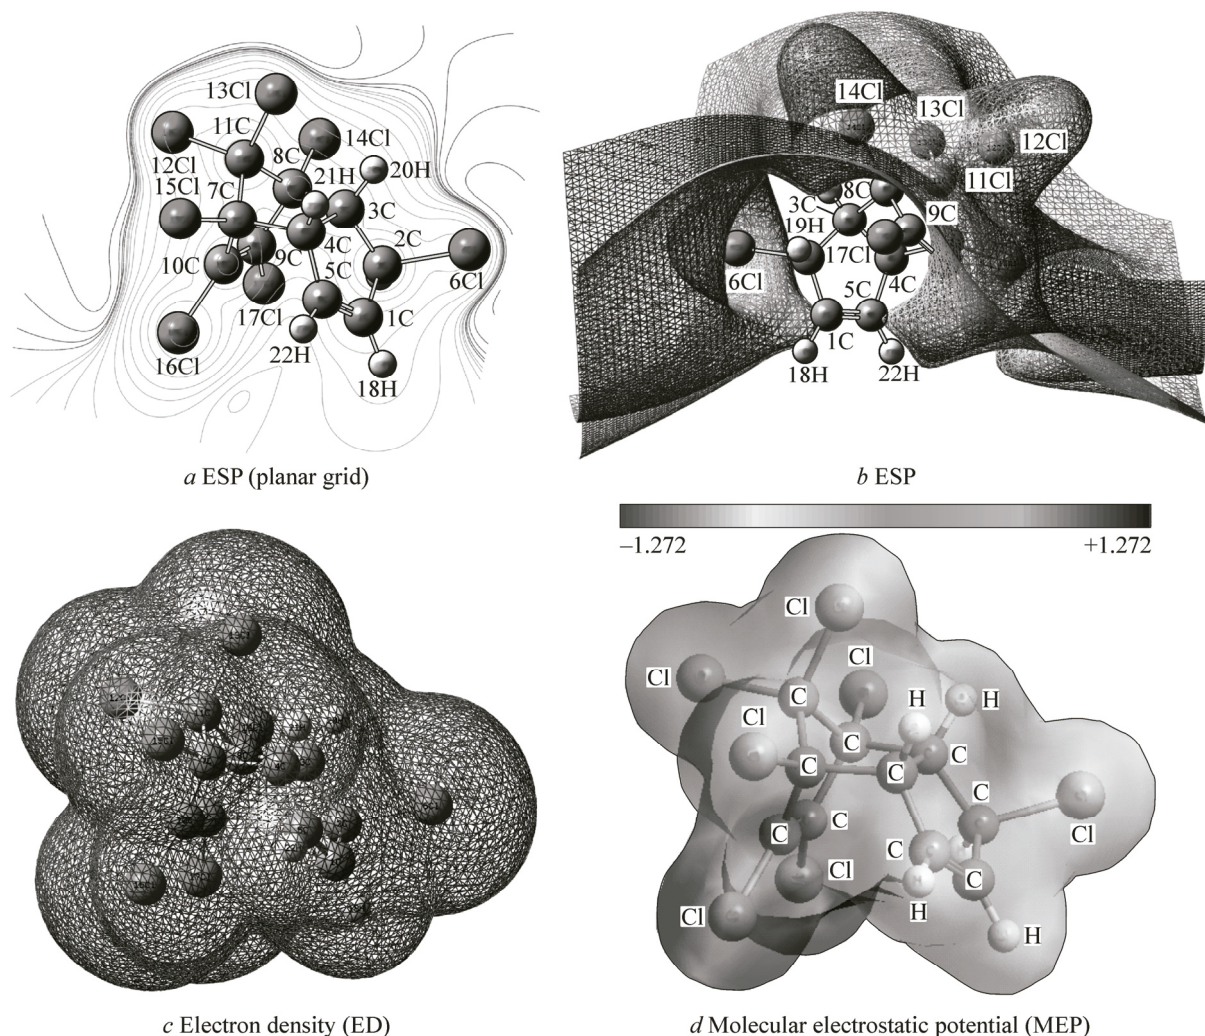 13Cl
11C
14Cl
12Cl
8C
20H
15Cl
21H
7C
3C
4C
2C
10C
9C
5C
6Cl
17Cl
1C
16Cl
22H
18H
a ESP (planar grid)
14Cl
13Cl
12Cl
11Cl
8C
3C
9C
19H
17Cl
6Cl
4C
5C
1C
18H
22H
b ESP
–1.272
+1.272
c Electron density (ED)
Cl
Cl
Cl
H
H
C
Cl
C
C
C
C
C
C
C
Cl
C
C
Cl
Cl
H
H
d Molecular electrostatic potential (MEP)